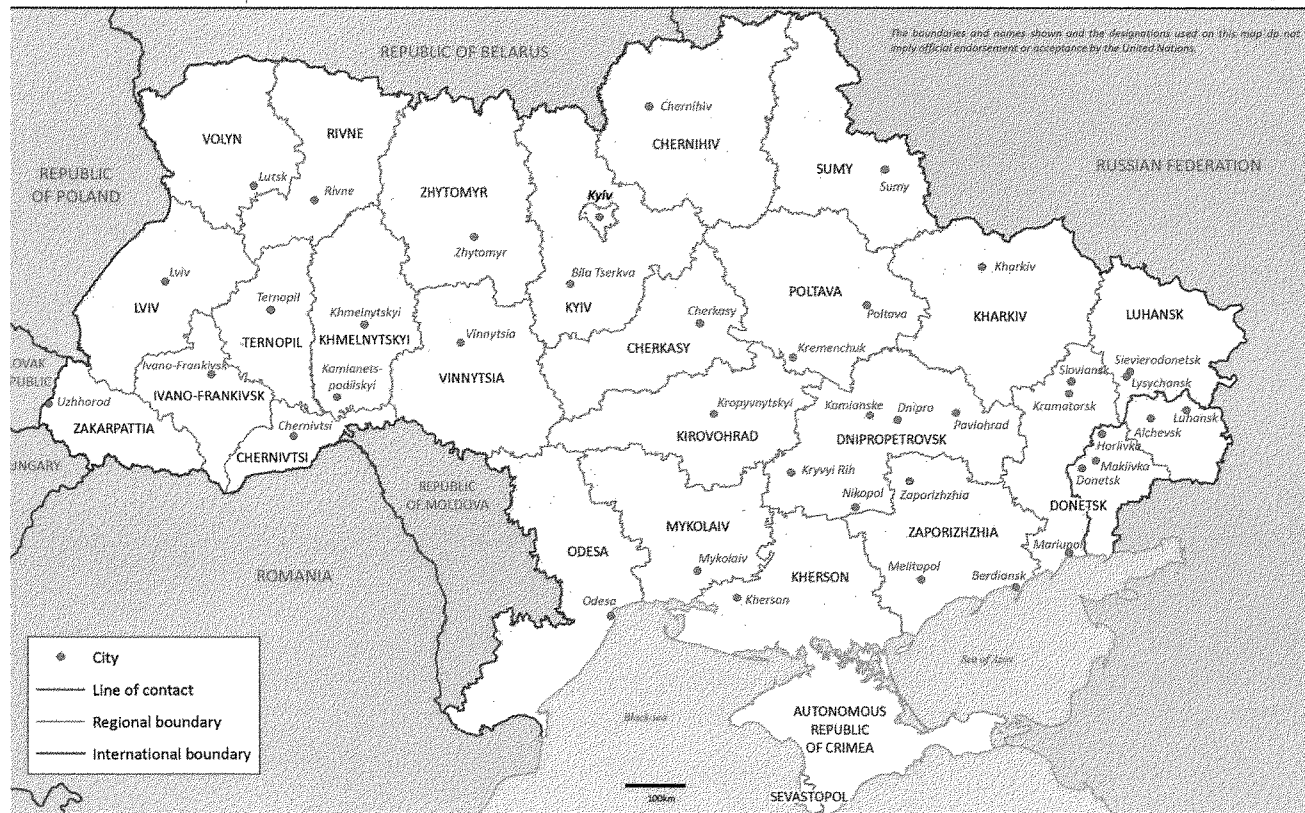 The boundaries and names shown and the designations used on this map do not
imply official endorsement or acceptance by the United Nations.
REPUBLIC OF BELARUS
RUSSIAN FEDERATION
REPUBLIC
OF POLAND
VOLYN
Lutsk
RIVNE
Rivne
ZHYTOMYR
Zhytomyr
Chernihiv
CHERNIHIV
SUMY
Sumy
Kyiv
Bila Tserkva
KYIV
Lviv
LVIV
Ternopil
TERNOPIL
Khmelnytskyi
KHMELNYTSKYI
Kamianets-
podilskyi
Vinnytsia
VINNYTSIA
Cherkasy
CHERKASY
POLTAVA
Poltava
Kremenchuk
Kharkiv
KHARKIV
LUHANSK
Sievierodonetsk
Lysychansk
Sloviansk
Kramatorsk
Luhansk
Alchevsk
Horlivka
Makiivka
Donetsk
DONETSK
Mariupol
OVAK
PUBLIC
Uzhhorod
ZAKARPATTIA
Ivano-Frankivsk
IVANO-FRANKIVSK
Chernivtsi
CHERNIVTSI
UNGARY
Kropyvnytskyi
KIROVOHRAD
Kamianske
Dnipro
Pavlohrad
DNIPROPETROVSK
Kryvyi Rih
Nikopol
Zaporizhzhia
ZAPORIZHZHIA
Melitopol
Berdiansk
REPUBLIC
OF MOLDOVA
ROMANIA
ODESA
Odesa
MYKOLAIV
Mykolaiv
KHERSON
Kherson
Sea of Azov
Black sea
AUTONOMOUS
REPUBLIC
OF CRIMEA
SEVASTOPOL
City
Line of contact
Regional boundary
International boundary
100km